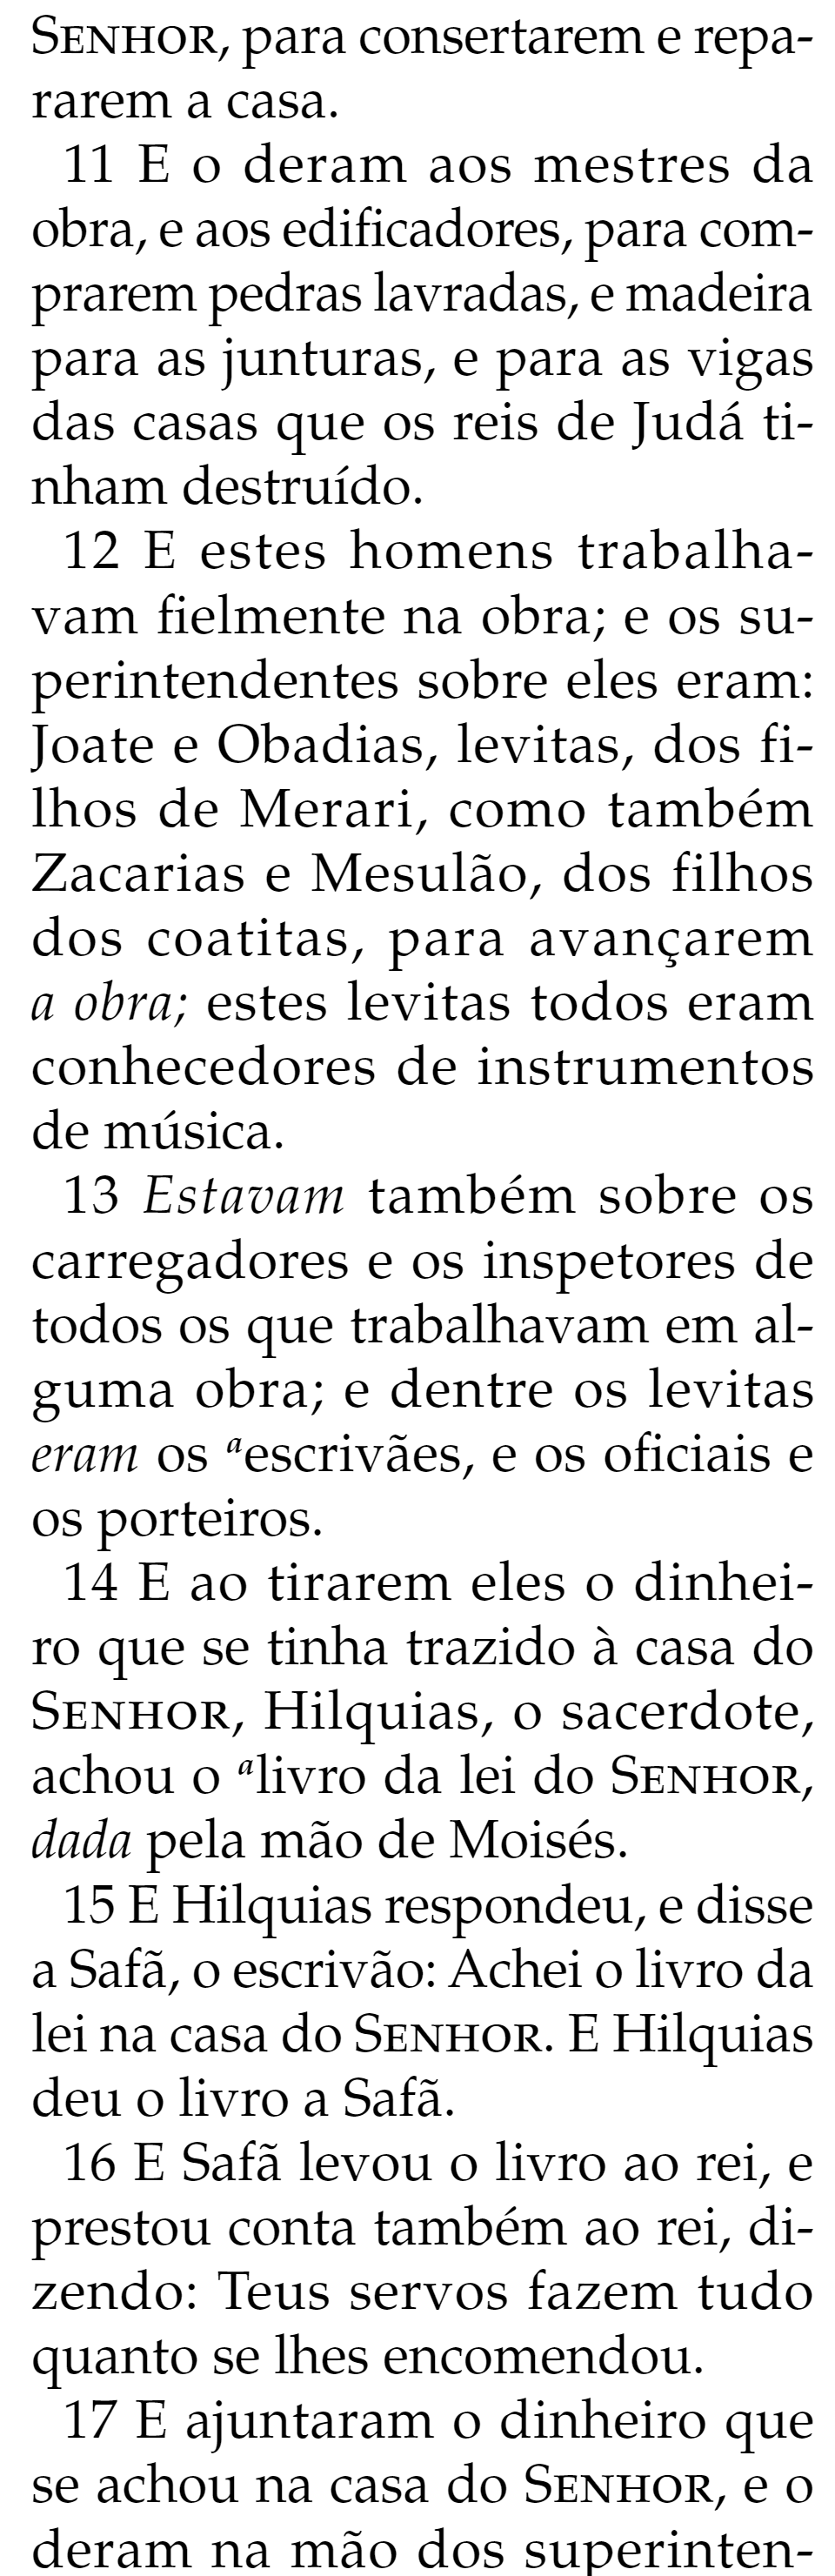 SENHOR, para consertarem e repa-
rarem a casa.
11 E o deram aos mestres da
obra, e aos edificadores, para com-
prarem pedras lavradas, e madeira
para as junturas, e para as vigas
das casas que os reis de Judá ti-
nham destruído.
12 E estes homens trabalha-
vam fielmente na obra; e os su-
perintendentes sobre eles eram:
Joate e Obadias, levitas, dos fi-
lhos de Merari, como também
Zacarias e Mesulão, dos filhos
dos coatitas, para avançarem
a obra; estes levitas todos eram
conhecedores de instrumentos
de música.
13 Estavam também sobre os
carregadores e os inspetores de
todos os que trabalhavam em al-
guma obra; e dentre os levitas
eram os ᵃescrivães, e os oficiais e
os porteiros.
14 E ao tirarem eles o dinhei-
ro que se tinha trazido à casa do
SENHOR, Hilquias, o sacerdote,
achou o ᵃlivro da lei do SENHOR,
dada pela mão de Moisés.
15 E Hilquias respondeu, e disse
a Safã, o escrivão: Achei o livro da
lei na casa do SENHOR. E Hilquias
deu o livro a Safã.
16 E Safã levou o livro ao rei, e
prestou conta também ao rei, di-
zendo: Teus servos fazem tudo
quanto se lhes encomendou.
17 E ajuntaram o dinheiro que
se achou na casa do SENHOR, e o
deram na mão dos superinten-